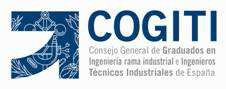 COGITI
Consejo General de Graduados en
Ingeniería rama industrial e Ingenieros
Técnicos Industriales de España